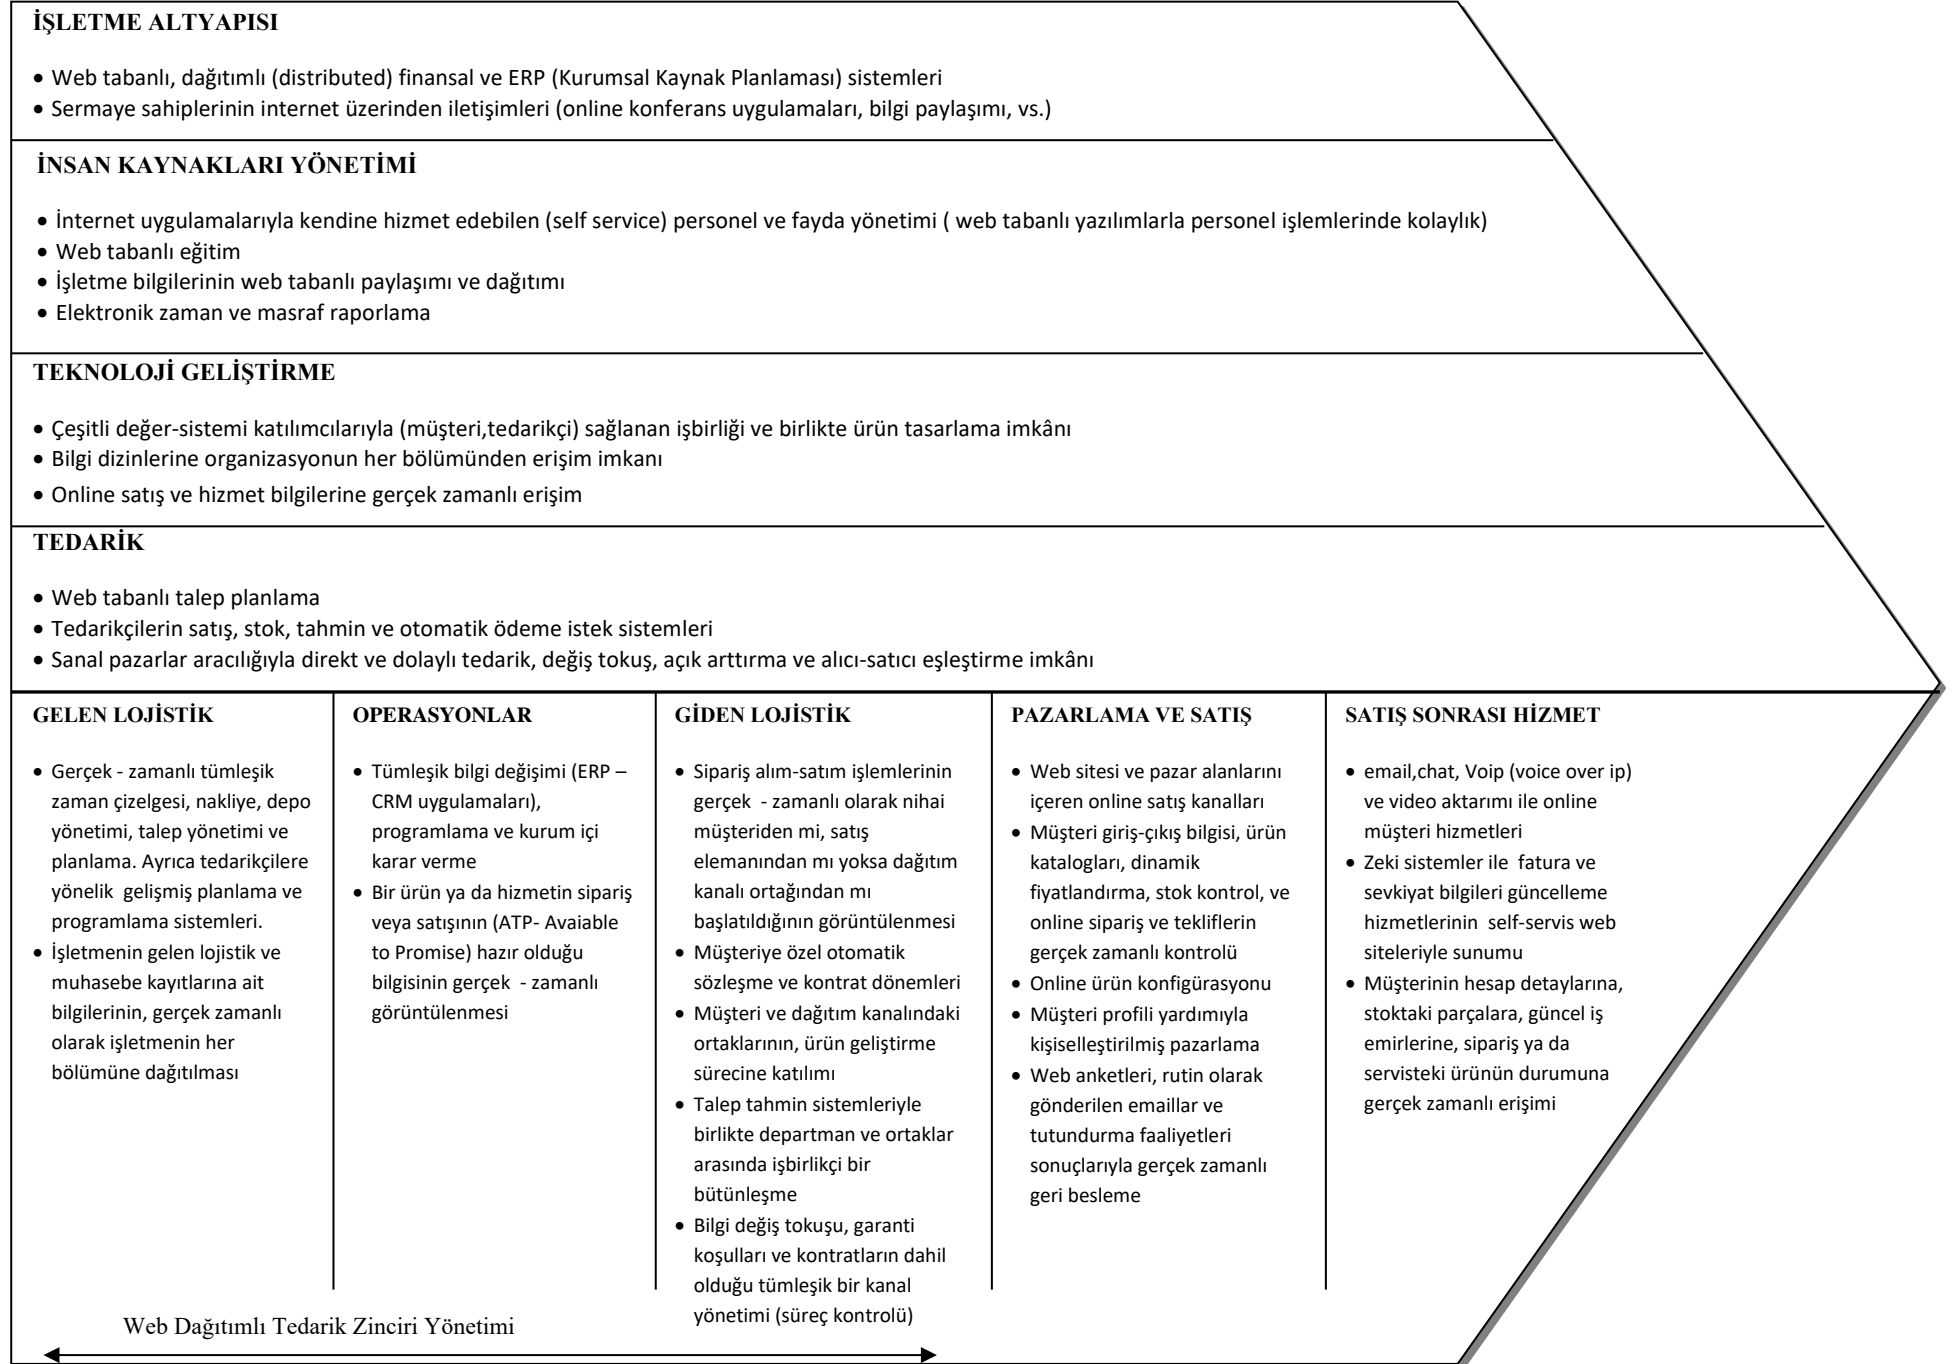 İŞLETME ALTYAPISI
• Web tabanlı, dağıtımlı (distributed) finansal ve ERP (Kurumsal Kaynak Planlaması) sistemleri
• Sermaye sahiplerinin internet üzerinden iletişimleri (online konferans uygulamaları, bilgi paylaşımı, vs.)
İNSAN KAYNAKLARI YÖNETİMİ
• İnternet uygulamalarıyla kendine hizmet edebilen (self service) personel ve fayda yönetimi ( web tabanlı yazılımlarla personel işlemlerinde kolaylık)
• Web tabanlı eğitim
• İşletme bilgilerinin web tabanlı paylaşımı ve dağıtımı
• Elektronik zaman ve masraf raporlama
TEKNOLOJİ GELİŞTİRME
• Çeşitli değer-sistemi katılımcılarıyla (müşteri,tedarikçi) sağlanan işbirliği ve birlikte ürün tasarlama imkânı
• Bilgi dizinlerine organizasyonun her bölümünden erişim imkanı
• Online satış ve hizmet bilgilerine gerçek zamanlı erişim
TEDARİK
• Web tabanlı talep planlama
• Tedarikçilerin satış, stok, tahmin ve otomatik ödeme istek sistemleri
• Sanal pazarlar aracılığıyla direkt ve dolaylı tedarik, değiş tokuş, açık arttırma ve alıcı-satıcı eşleştirme imkânı
GELEN LOJİSTİK
• Gerçek - zamanlı tümleşik
zaman çizelgesi, nakliye, depo
yönetimi, talep yönetimi ve
planlama. Ayrıca tedarikçilere
yönelik gelişmiş planlama ve
programlama sistemleri.
• İşletmenin gelen lojistik ve
muhasebe kayıtlarına ait
bilgilerinin, gerçek zamanlı
olarak işletmenin her
bölümüne dağıtılması
OPERASYONLAR
• Tümleşik bilgi değişimi (ERP –
CRM uygulamaları),
programlama ve kurum içi
karar verme
• Bir ürün ya da hizmetin sipariş
veya satışının (ATP- Avaiable
to Promise) hazır olduğu
bilgisinin gerçek - zamanlı
görüntülenmesi
GİDEN LOJİSTİK
• Sipariş alım-satım işlemlerinin
gerçek - zamanlı olarak nihai
müşteriden mi, satış
elemanından mı yoksa dağıtım
kanalı ortağından mı
başlatıldığının görüntülenmesi
• Müşteriye özel otomatik
sözleşme ve kontrat dönemleri
• Müşteri ve dağıtım kanalındaki
ortaklarının, ürün geliştirme
sürecine katılımı
• Talep tahmin sistemleriyle
birlikte departman ve ortaklar
arasında işbirlikçi bir
bütünleşme
• Bilgi değiş tokuşu, garanti
koşulları ve kontratların dahil
olduğu tümleşik bir kanal
yönetimi (süreç kontrolü)
PAZARLAMA VE SATIŞ
• Web sitesi ve pazar alanlarını
içeren online satış kanalları
• Müşteri giriş-çıkış bilgisi, ürün
katalogları, dinamik
fiyatlandırma, stok kontrol, ve
online sipariş ve tekliflerin
gerçek zamanlı kontrolü
• Online ürün konfigürasyonu
• Müşteri profili yardımıyla
kişiselleştirilmiş pazarlama
• Web anketleri, rutin olarak
gönderilen emaillar ve
tutundurma faaliyetleri
sonuçlarıyla gerçek zamanlı
geri besleme
SATIŞ SONRASI HİZMET
• email,chat, Voip (voice over ip)
ve video aktarımı ile online
müşteri hizmetleri
• Zeki sistemler ile fatura ve
sevkiyat bilgileri güncelleme
hizmetlerinin self-servis web
siteleriyle sunumu
• Müşterinin hesap detaylarına,
stoktaki parçalara, güncel iş
emirlerine, sipariş ya da
servisteki ürünün durumuna
gerçek zamanlı erişimi
Web Dağıtımlı Tedarik Zinciri Yönetimi